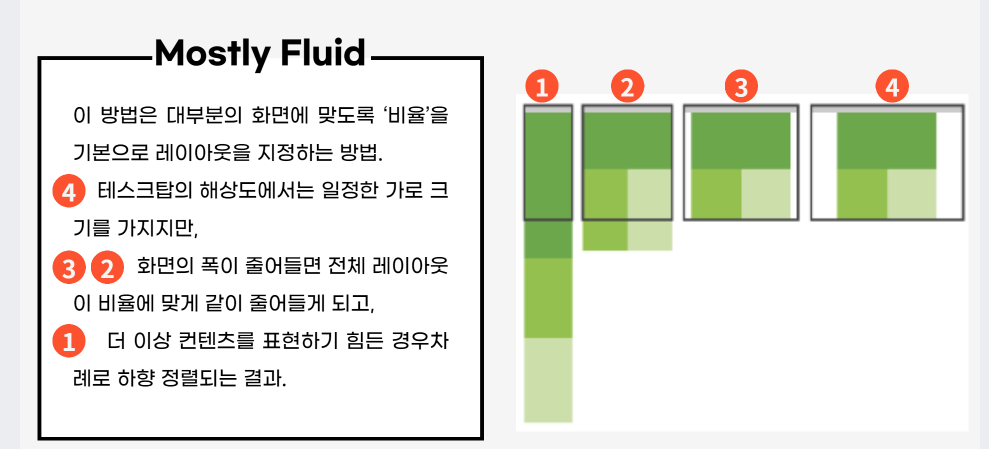 Mostly Fluid
이 방법은 대부분의 화면에 맞도록 ‘비율’을
기본으로 레이아웃을 지정하는 방법.
4 테스크탑의 해상도에서는 일정한 가로 크
기를 가지지만,
3 2 화면의 폭이 줄어들면 전체 레이아웃
이 비율에 맞게 같이 줄어들게 되고,
1 더 이상 컨텐츠를 표현하기 힘든 경우차
례로 하향 정렬되는 결과.
1 2 3 4